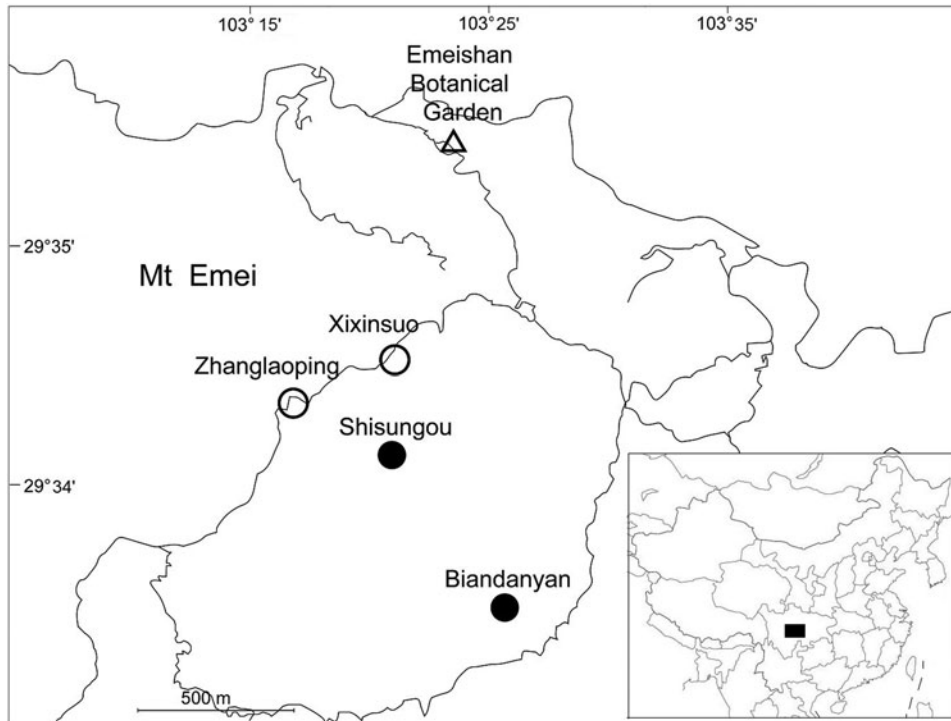 103° 15' 103° 25' 103° 35'
Emeishan
Botanical
Garden
29°35'
Mt Emei
Xixinsuo
Zhanglaoping
Shisungou
29°34'
Biandanyan
500 m